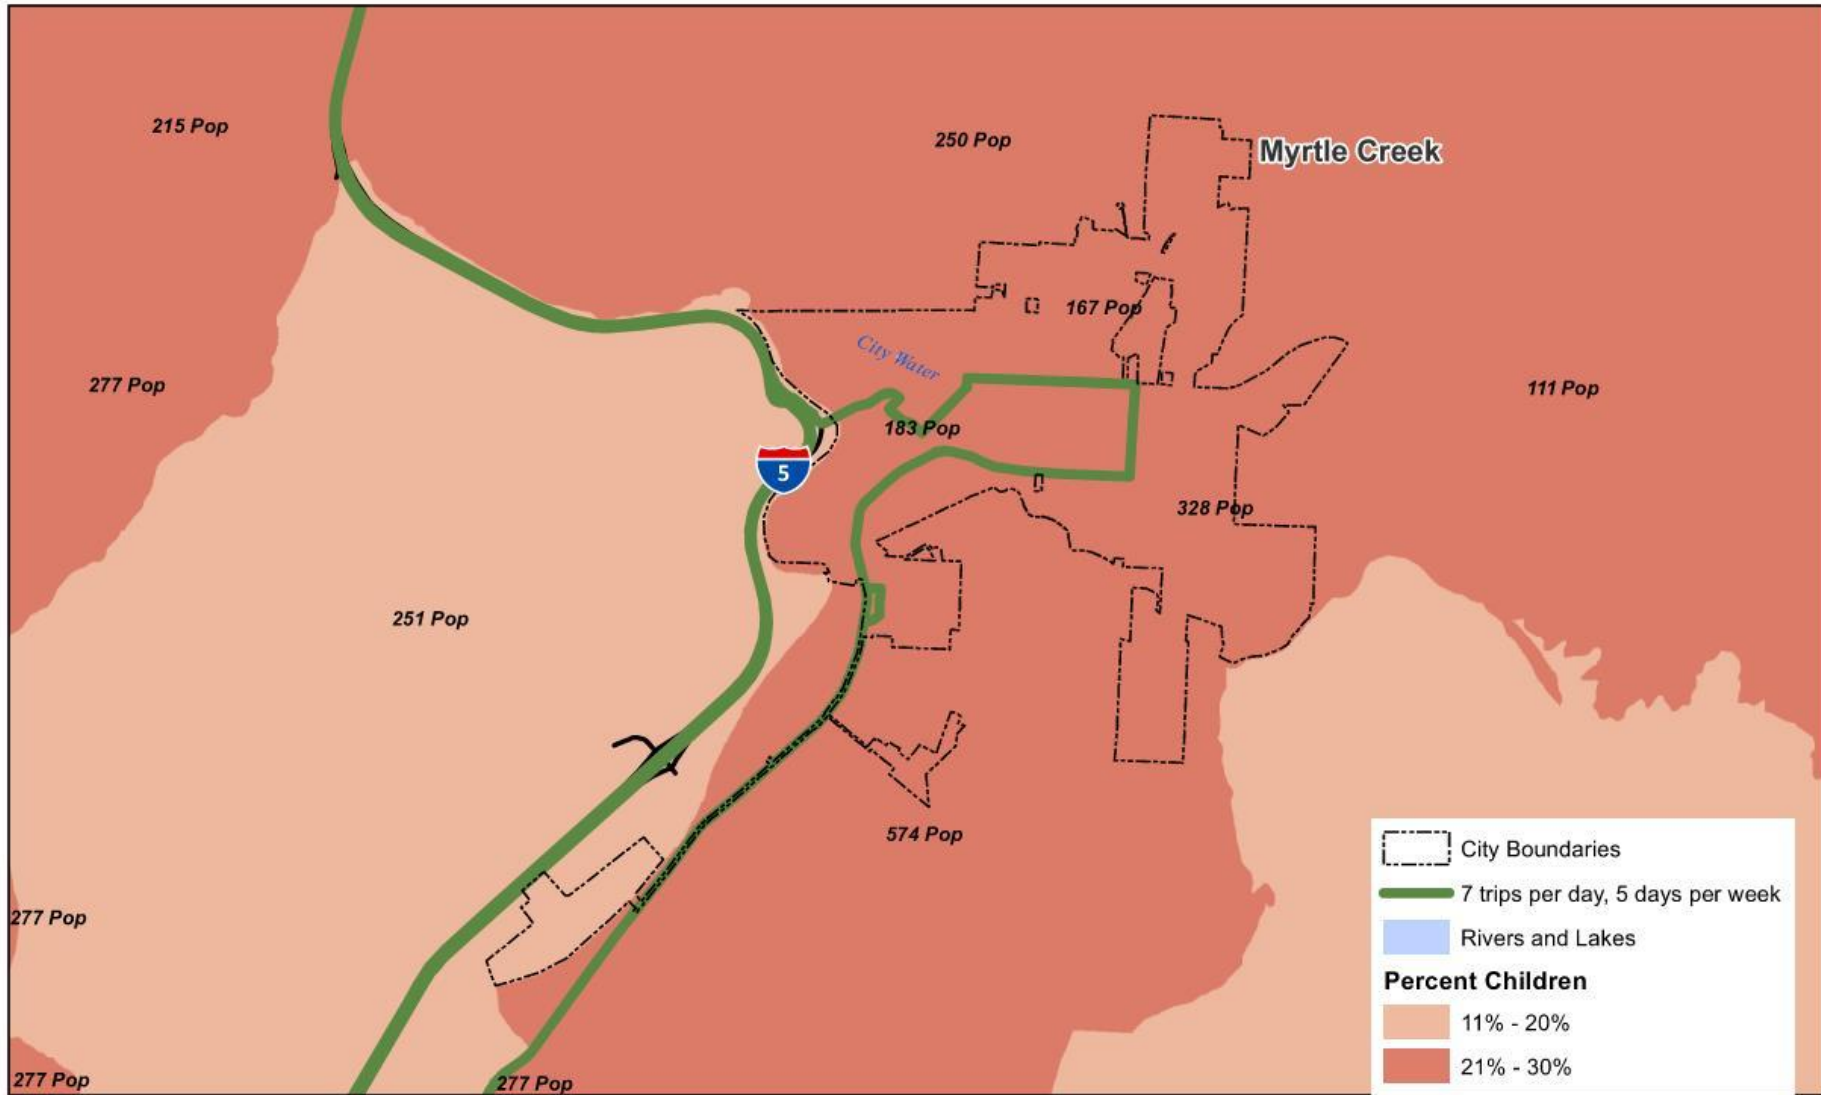 215 Pop
250 Pop
Myrtle Creek
167 Pop
City Water
277 Pop
111 Pop
183 Pop
5
328 Pop
251 Pop
574 Pop
277 Pop
277 Pop
277 Pop
City Boundaries
7 trips per day, 5 days per week
Rivers and Lakes
Percent Children
11% - 20%
21% - 30%